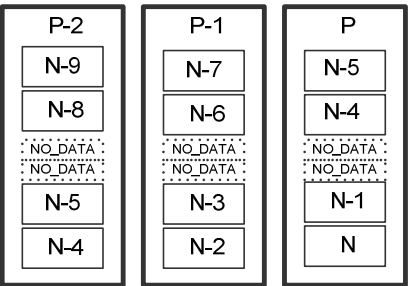 P-2
N-9
N-8
NO_DATA
NO_DATA
N-5
N-4
P-1
N-7
N-6
NO_DATA
NO_DATA
N-3
N-2
P
N-5
N-4
NO_DATA
NO_DATA
N-1
N